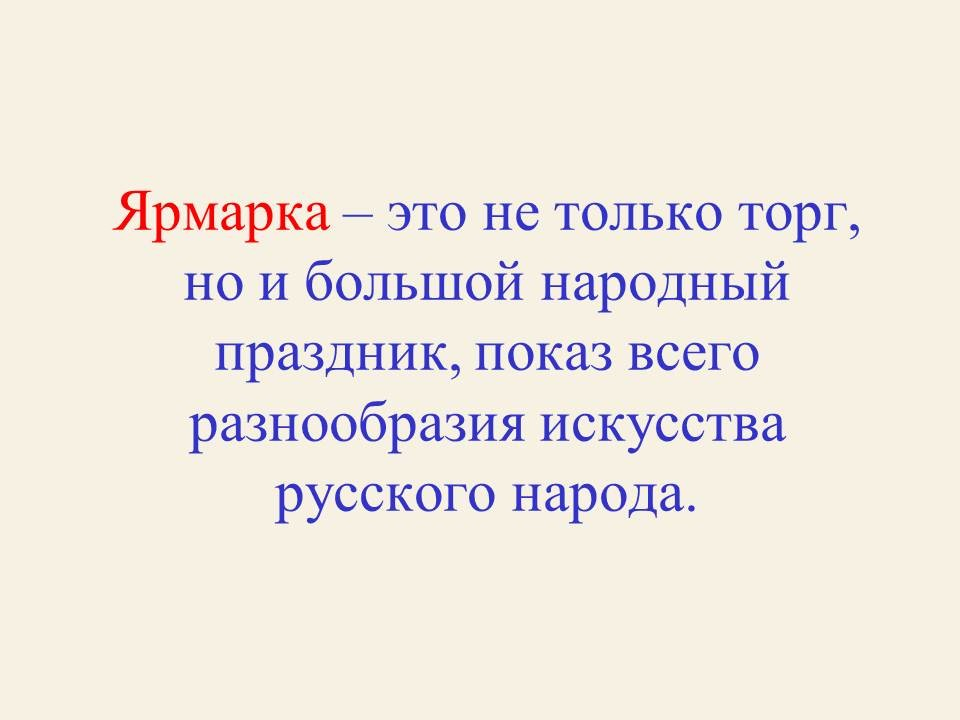 Ярмарка – это не только торг,
но и большой народный
праздник, показ всего
разнообразия искусства
русского народа.